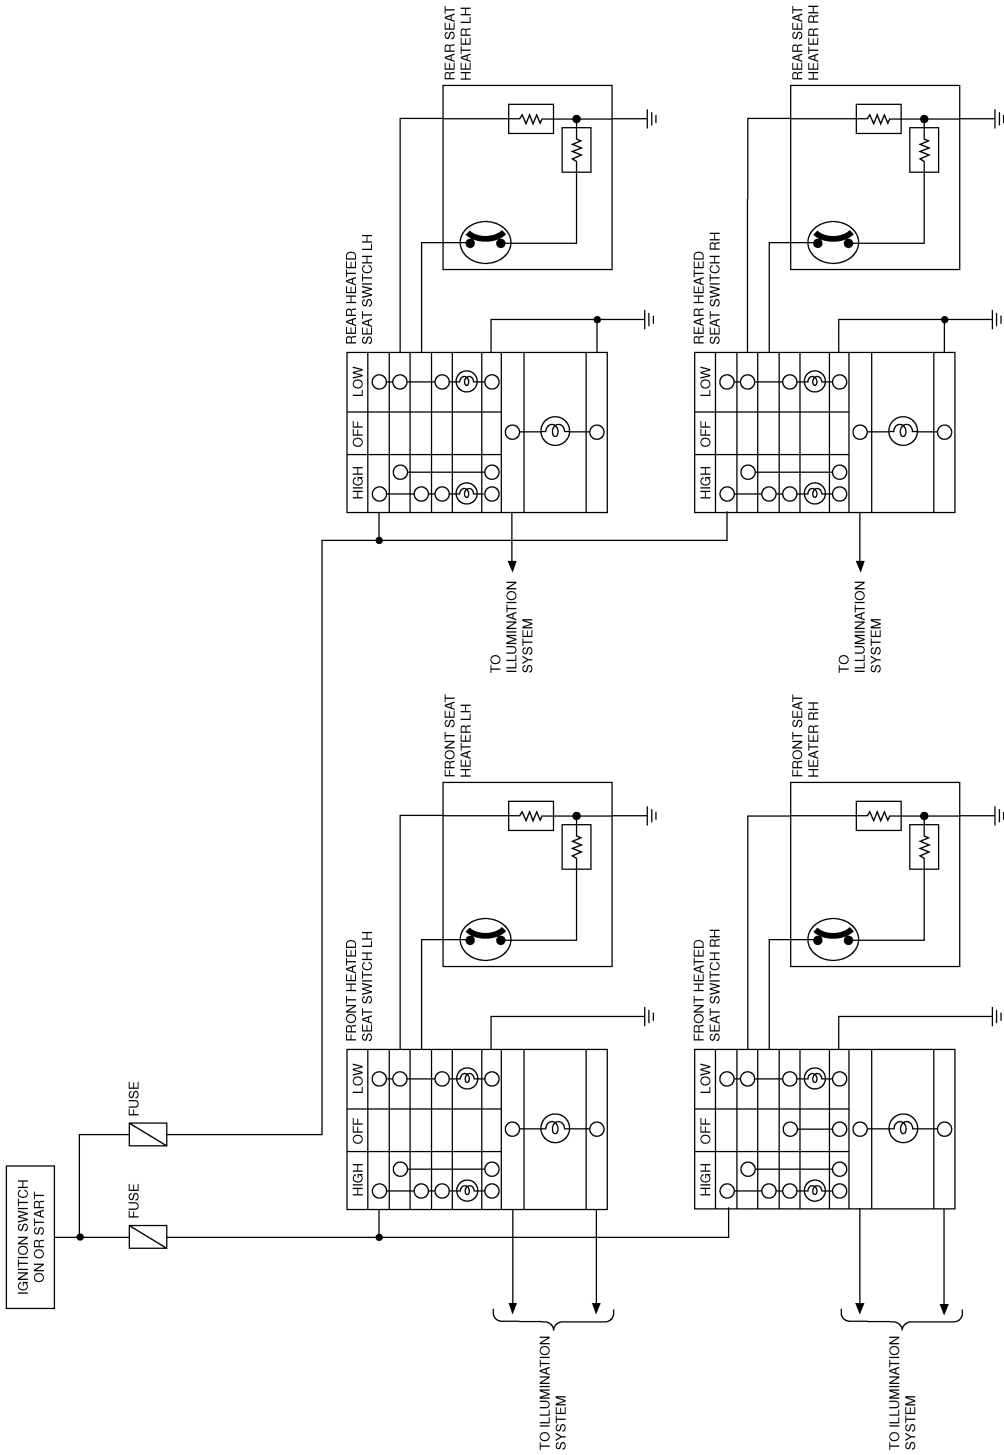 IGNITION SWITCH
ON OR START
FUSE
FUSE
FRONT HEATED
SEAT SWITCH LH
HIGH
OFF
LOW
FRONT SEAT
HEATER LH
TO ILLUMINATION
SYSTEM
REAR HEATED
SEAT SWITCH LH
HIGH
OFF
LOW
REAR SEAT
HEATER LH
TO
ILLUMINATION
SYSTEM
FRONT HEATED
SEAT SWITCH RH
HIGH
OFF
LOW
FRONT SEAT
HEATER RH
TO ILLUMINATION
SYSTEM
REAR HEATED
SEAT SWITCH RH
HIGH
OFF
LOW
REAR SEAT
HEATER RH
TO
ILLUMINATION
SYSTEM